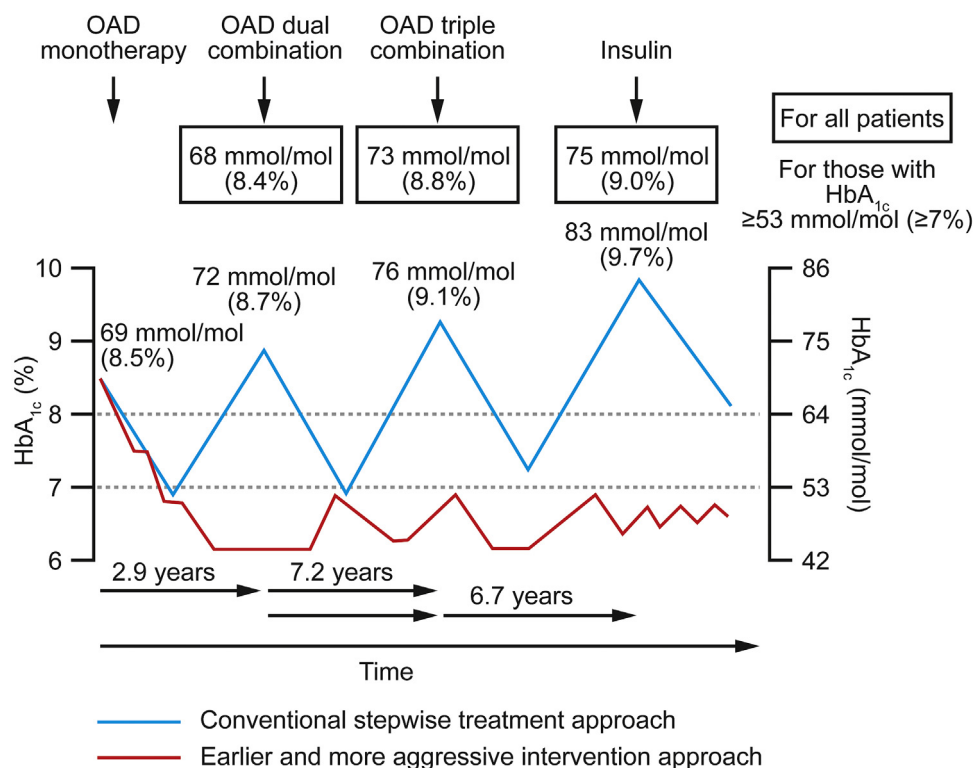 OAD
monotherapy
OAD dual
combination
OAD triple
combination
Insulin
68 mmol/mol
(8.4%)
73 mmol/mol
(8.8%)
75 mmol/mol
(9.0%)
For all patients
For those with
HbA1c
≥53 mmol/mol (≥7%)
69 mmol/mol
(8.5%)
72 mmol/mol
(8.7%)
76 mmol/mol
(9.1%)
83 mmol/mol
(9.7%)
HbA1c (%)
10
9
8
7
6
86
75
64
53
42
HbA1c (mmol/mol)
2.9 years
7.2 years
6.7 years
Time
Conventional stepwise treatment approach
Earlier and more aggressive intervention approach